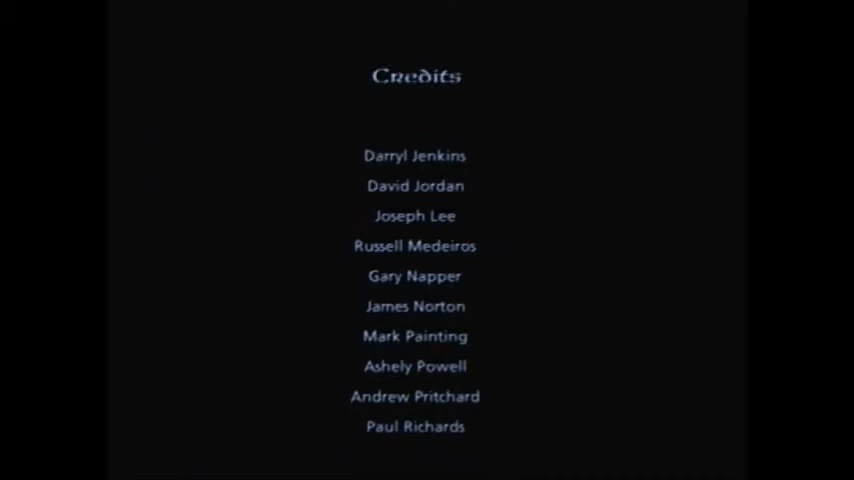 Credits
Darryl Jenkins
David Jordan
Joseph Lee
Russell Medeiros
Gary Napper
James Norton
Mark Painting
Ashely Powell
Andrew Pritchard
Paul Richards